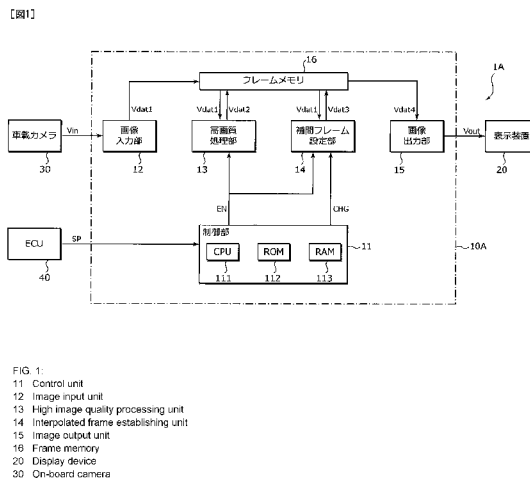 [図1]
16
フレームメモリ
1A
Vdat1
Vdat1
Vdat2
Vdat1
Vdat3
Vdat4
車載カメラ
Vin
画像
入力部
高画質
処理部
補間フレーム
設定部
画像
出力部
Vout
表示装置
30
12
13
14
15
20
EN
CHG
制御部
ECU
SP
CPU
ROM
RAM
11
10A
40
111
112
113
FIG. 1:
11 Control unit
12 Image input unit
13 High image quality processing unit
14 Interpolated frame establishing unit
15 Image output unit
16 Frame memory
20 Display device
30 On-board camera